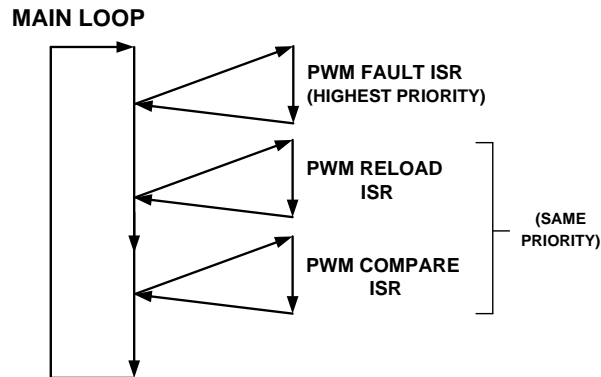 MAIN LOOP
PWM FAULT ISR
(HIGHEST PRIORITY)
PWM RELOAD
ISR
(SAME
PRIORITY)
PWM COMPARE
ISR